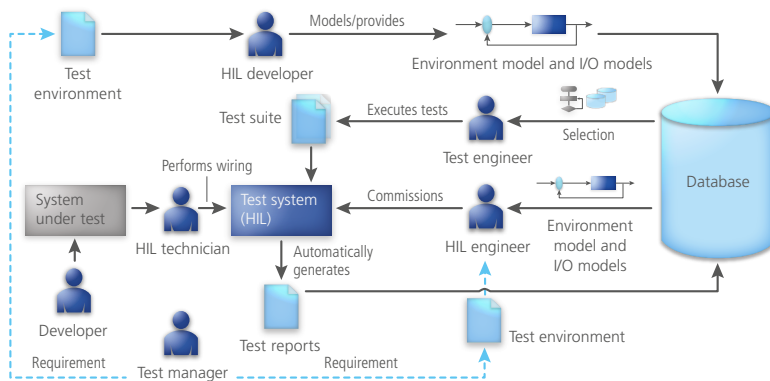 Models/provides
Test
environment
HIL developer
Environment model and I/O models
Test suite
Executes tests
Test engineer
Selection
Database
Performs wiring
System
under test
HIL technician
Test system
(HIL)
Commissions
HIL engineer
Environment
model and
I/O models
Automatically
generates
Developer
Test reports
Test environment
Requirement
Test manager
Requirement